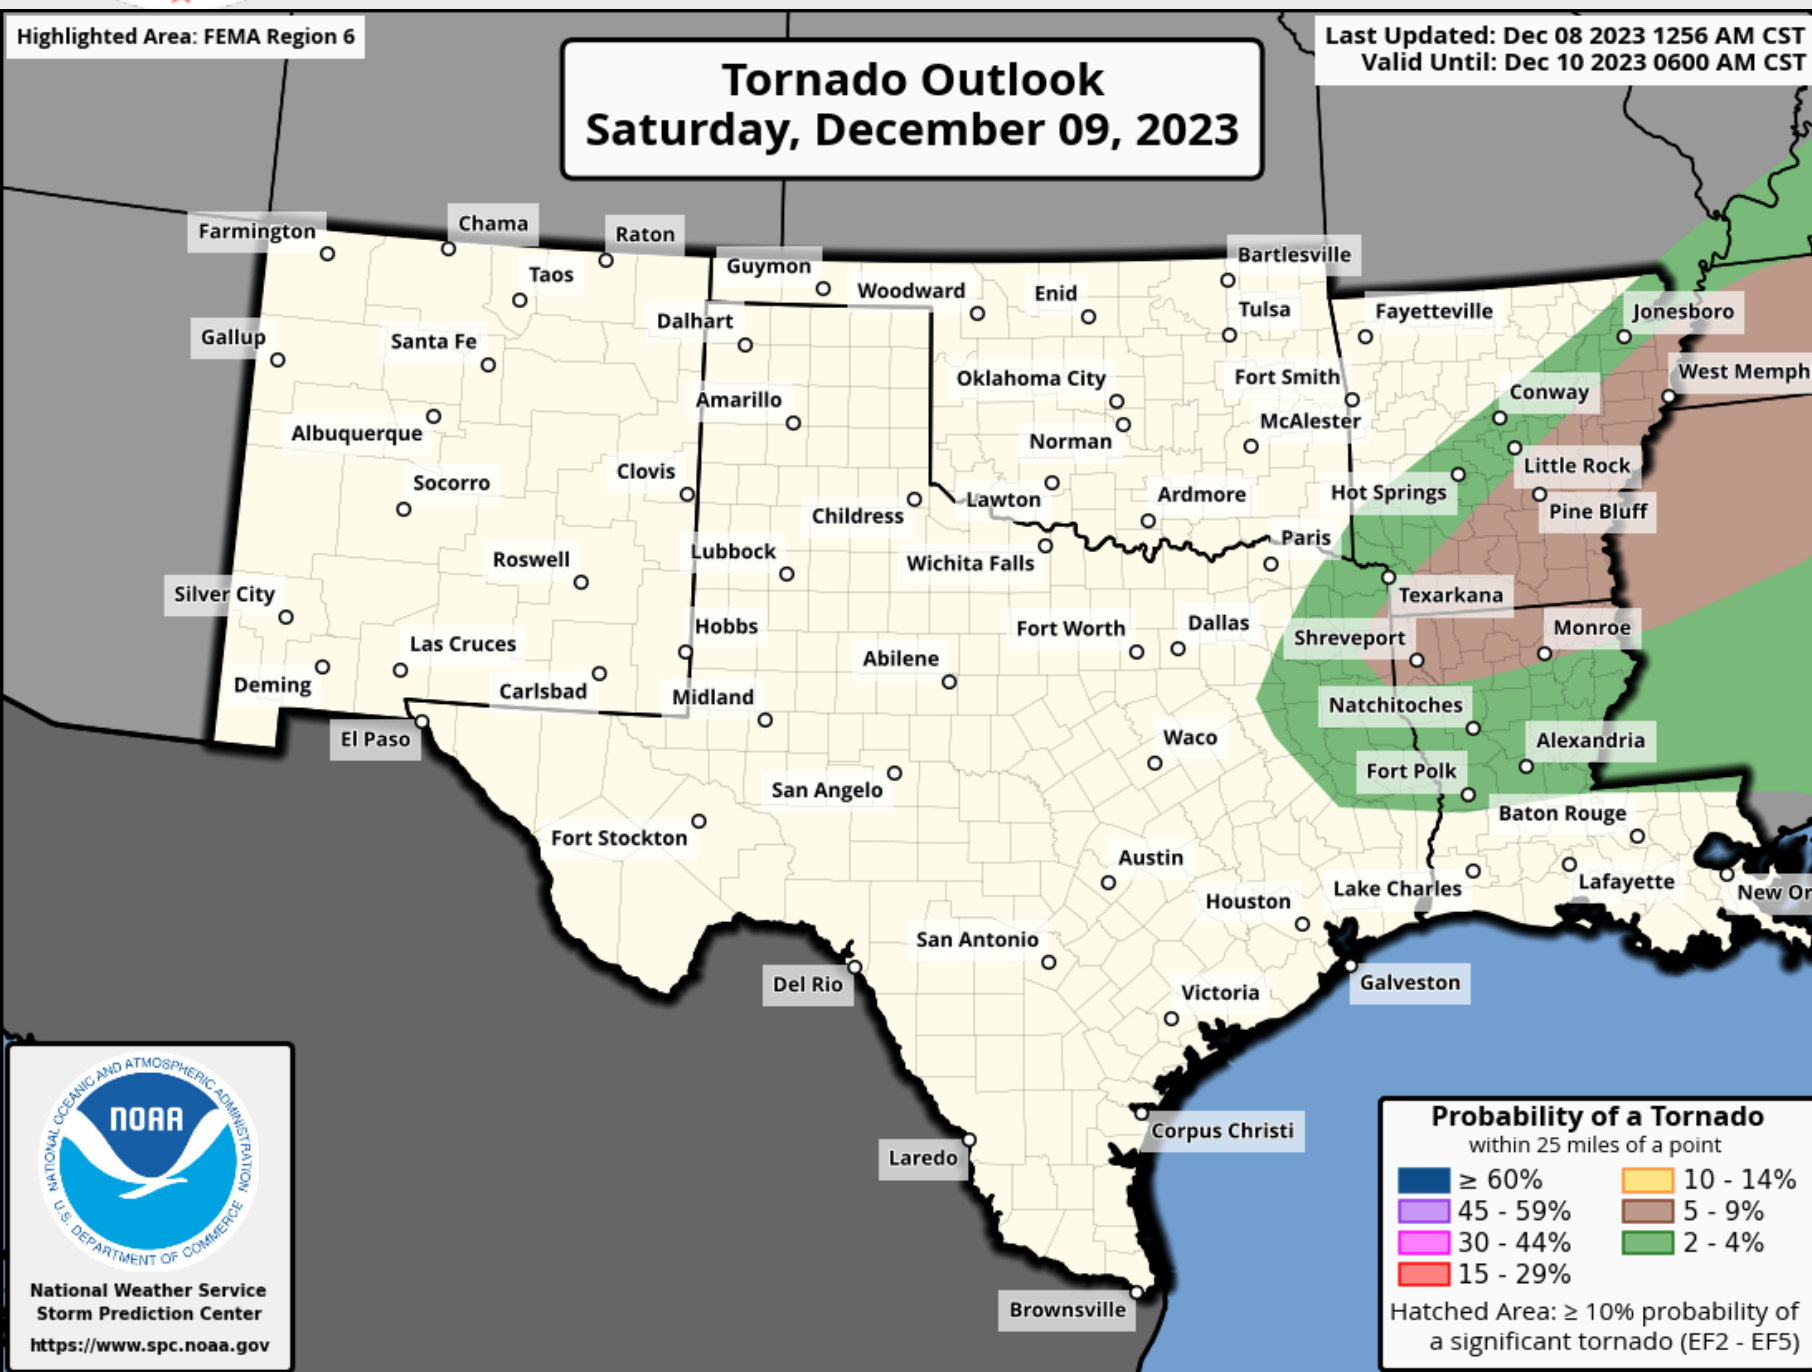 Highlighted Area: FEMA Region 6
Last Updated: Dec 08 2023 1256 AM CST
Valid Until: Dec 10 2023 0600 AM CST
Tornado Outlook
Saturday, December 09, 2023
Farmington
Chama
Raton
Taos
Guymon
Woodward
Enid
Bartlesville
Tulsa
Fayetteville
Jonesboro
Gallup
Santa Fe
Dalhart
Oklahoma City
Fort Smith
Conway
West Memph
Amarillo
Albuquerque
Norman
McAlester
Little Rock
Socorro
Clovis
Childress
Lawton
Ardmore
Hot Springs
Pine Bluff
Roswell
Lubbock
Wichita Falls
Paris
Silver City
Texarkana
Las Cruces
Hobbs
Fort Worth
Dallas
Shreveport
Monroe
Deming
Carlsbad
Midland
Abilene
Natchitoches
El Paso
Waco
Alexandria
San Angelo
Fort Polk
Fort Stockton
Baton Rouge
Austin
Houston
Lake Charles
Lafayette
New Or
San Antonio
Del Rio
Victoria
Galveston
Corpus Christi
Laredo
Brownsville
NATIONAL OCEANIC AND ATMOSPHERIC ADMINISTRATION
NOAA
U.S. DEPARTMENT OF COMMERCE
National Weather Service
Storm Prediction Center
https://www.spc.noaa.gov
Probability of a Tornado
within 25 miles of a point
≥ 60%
10 - 14%
45 - 59%
5 - 9%
30 - 44%
2 - 4%
15 - 29%
Hatched Area: ≥ 10% probability of
a significant tornado (EF2 - EF5)